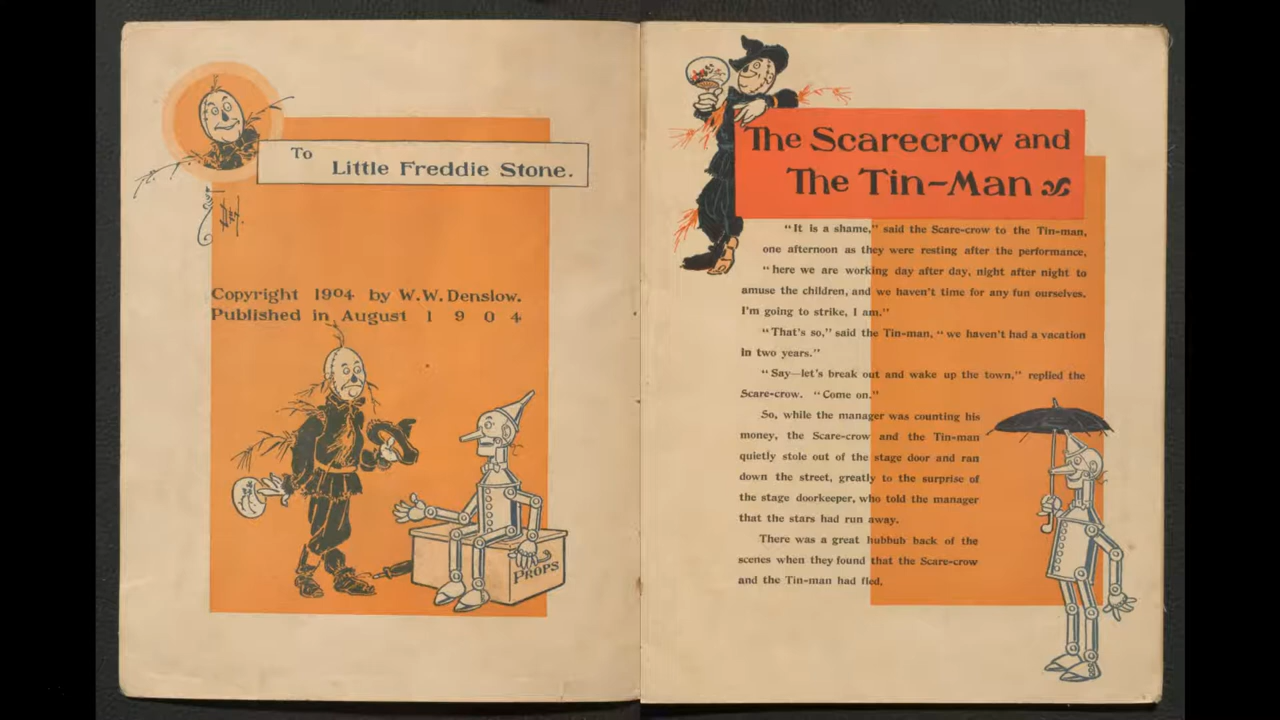 To
Little Freddie Stone.
DEN.
Copyright 1904 by W.W. Denslow.
Published in August 1904
PROPS
The Scarecrow and
The Tin-Man
"It is a shame," said the Scare-crow to the Tin-man,
one afternoon as they were resting after the performance,
"here we are working day after day, night after night to
amuse the children, and we haven't time for any fun ourselves.
I'm going to strike, I am."
"That's so," said the Tin-man, "we haven't had a vacation
in two years."
"Say—let's break out and wake up the town," replied the
Scare-crow. "Come on."
So, while the manager was counting his
money, the Scare-crow and the Tin-man
quietly stole out of the stage door and ran
down the street, greatly to the surprise of
the stage doorkeeper, who told the manager
that the stars had run away.
There was a great hubbub back of the
scenes when they found that the Scare-crow
and the Tin-man had fled.